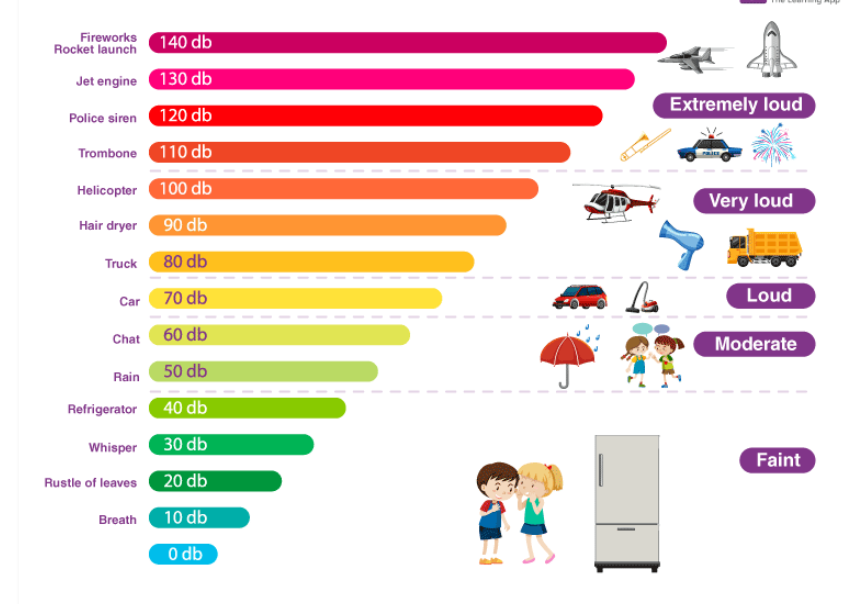 The Learning App
Fireworks
Rocket launch
140 db
Jet engine
130 db
Extremely loud
Police siren
120 db
Trombone
110 db
POLICE
Helicopter
100 db
Very loud
Hair dryer
90 db
Truck
80 db
Car
70 db
Loud
Chat
60 db
Moderate
Rain
50 db
Refrigerator
40 db
Whisper
30 db
Faint
Rustle of leaves
20 db
Breath
10 db
0 db